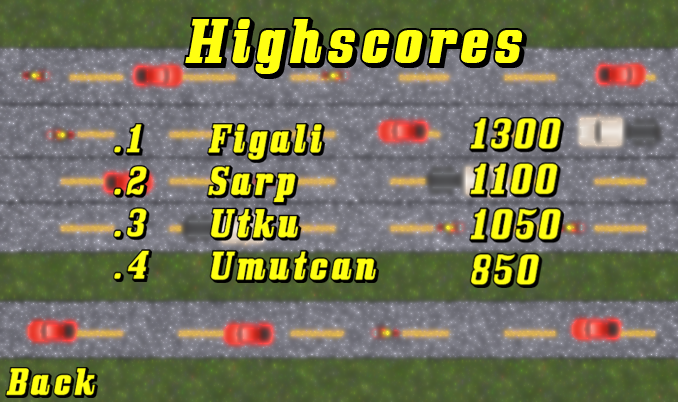 Highscores
.1 Figali 1300
.2 Sarp 1100
.3 Utku 1050
.4 Umutcan 850
Back